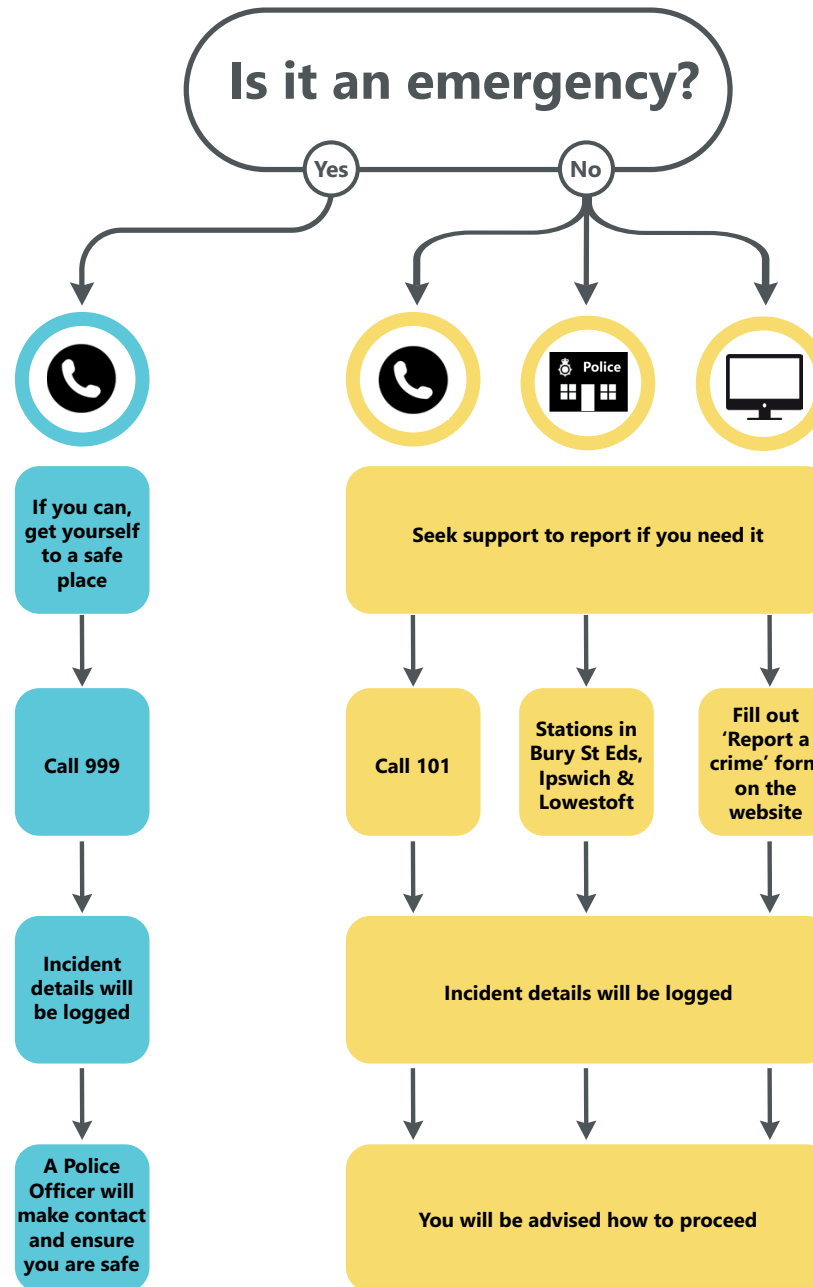 Is it an emergency?
Yes
No
Police
If you can,
get yourself
to a safe
place
Seek support to report if you need it
Call 999
Call 101
Stations in
Bury St Eds,
Ipswich &
Lowestoft
Fill out
‘Report a
crime’ form
on the
website
Incident
details will
be logged
Incident details will be logged
A Police
Officer will
make contact
and ensure
you are safe
You will be advised how to proceed